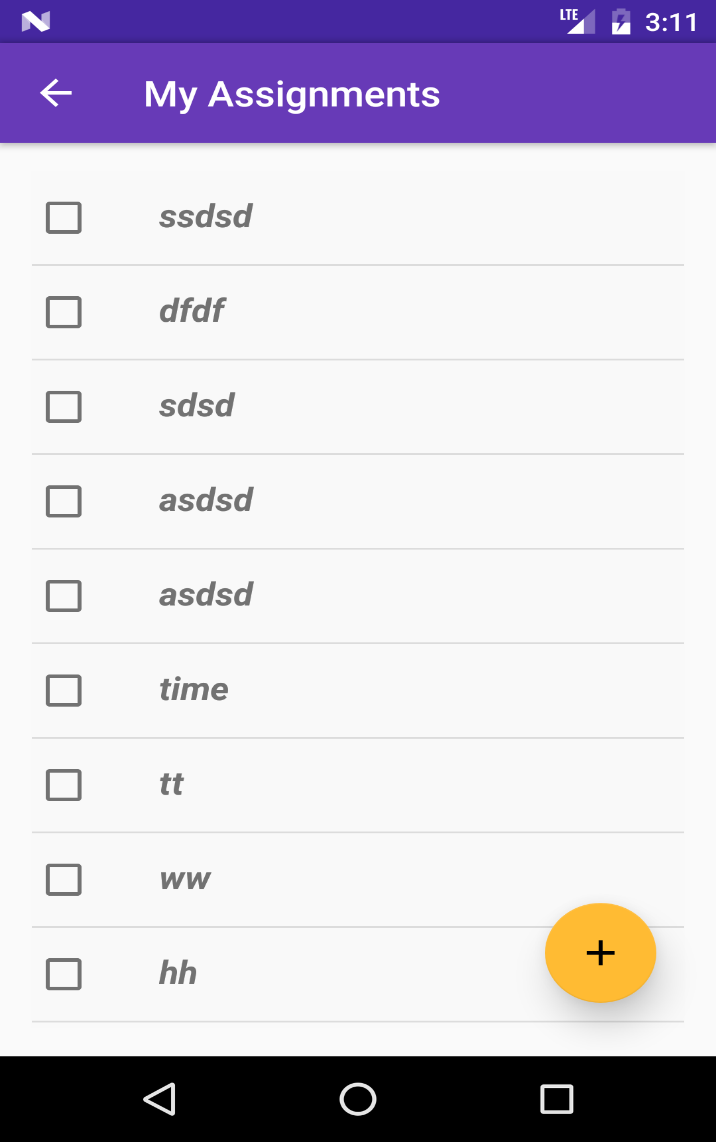 LTE 3:11
My Assignments
ssdsd
dfdf
sdsd
asdsd
asdsd
time
tt
ww
hh
+